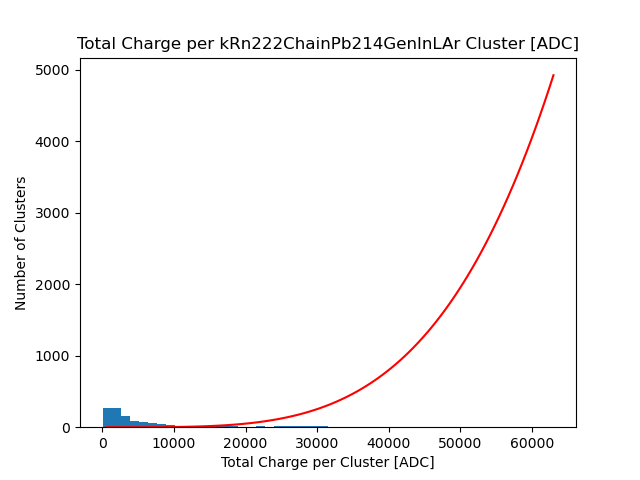 Total Charge per kRn222ChainPb214GenInLAr Cluster [ADC]
5000
4000
3000
2000
1000
0
Number of Clusters
0 10000 20000 30000 40000 50000 60000
Total Charge per Cluster [ADC]